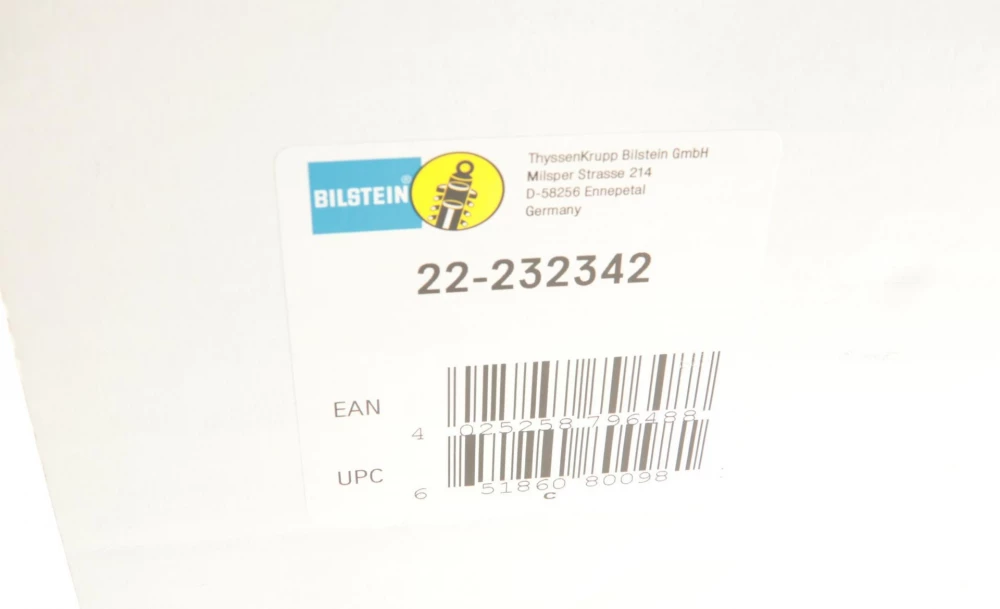 BILSTEIN®
ThyssenKrupp Bilstein GmbH
Milsper Strasse 214
D-58256 Ennepetal
Germany
22-232342
EAN
4 025258 796488
UPC
6 51860 80098
c